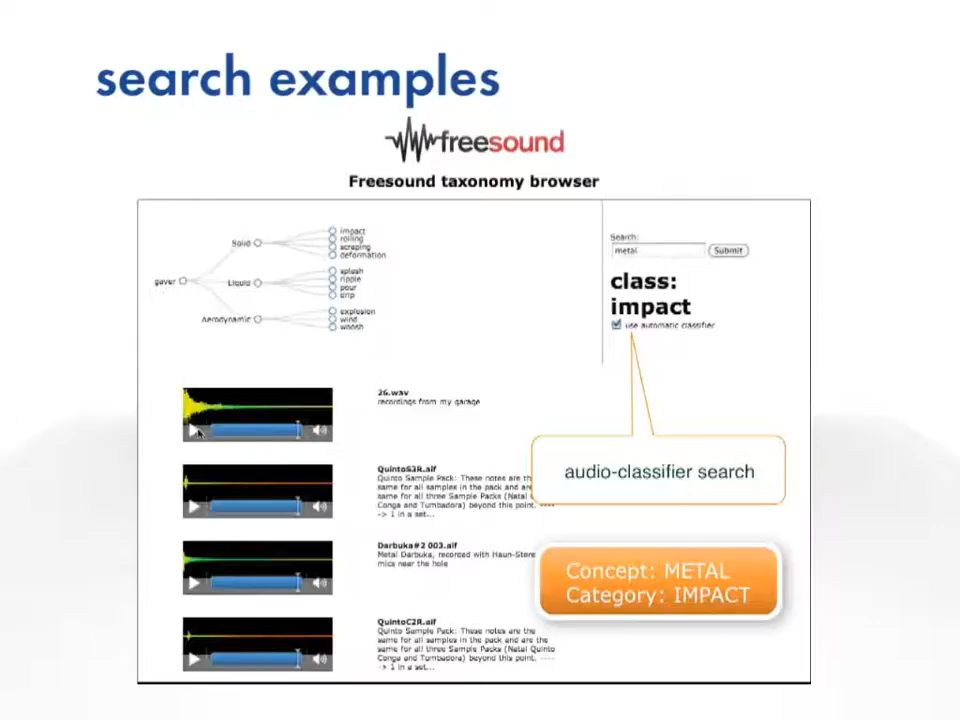 search examples
freesound
Freesound taxonomy browser
gaver
Solid
impact
rolling
scraping
deformation
Liquid
splash
ripple
pour
drip
Aerodynamic
explosion
wind
woosh
Search:
metal
Submit
class:
impact
use automatic classifier
audio-classifier search
26.wav
recordings from my garage
QuintoS3R.aif
Quinto Sample Pack: These notes are th
same for all samples in the pack and are
same for all three Sample Packs (Natal
Conga and Tumbadora) beyond this point. ----
-> 1 in a set...
Darbuka#2 003.aif
Metal Darbuka, recorded with Haun-Stere
mics near the hole
Concept: METAL
Category: IMPACT
QuintoC2R.aif
Quinto Sample Pack: These notes are the
same for all samples in the pack and are the
same for all three Sample Packs (Natal Quinto
Conga and Tumbadora) beyond this point. ----
-> 1 in a set...